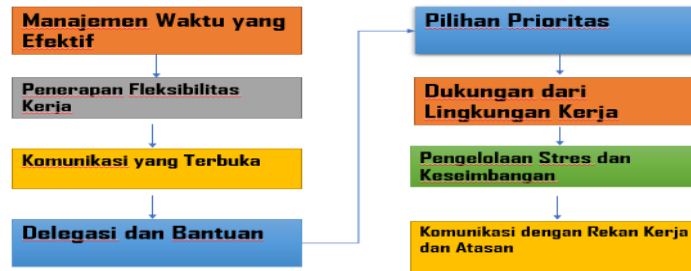 Manajemen Waktu yang
Efektif
Penerapan Fleksibilitas
Kerja
Komunikasi yang Terbuka
Delegasi dan Bantuan
Pilihan Prioritas
Dukungan dari
Lingkungan Kerja
Pengelolaan Stres dan
Keseimbangan
Komunikasi dengan Rekan Kerja
dan Atasan